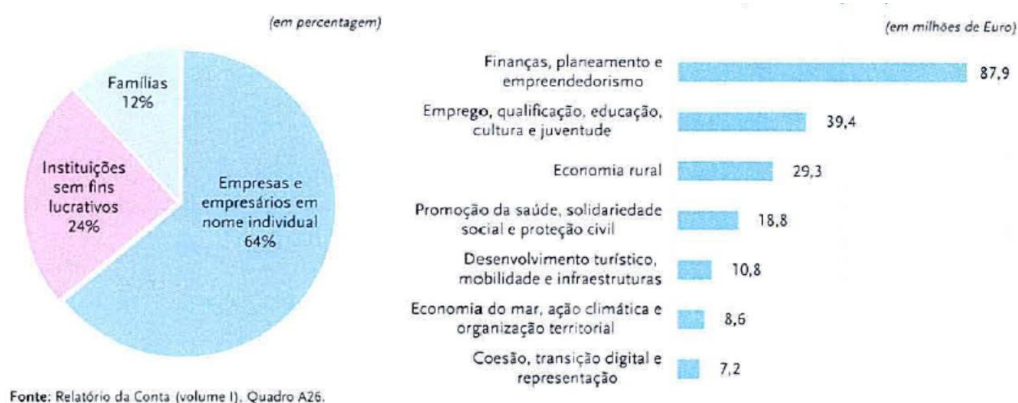 (em percentagem)
Famílias
12%
Instituições
sem fins
lucrativos
24%
Empresas e
empresários em
nome individual
64%
Fonte: Relatório da Conta (volume I), Quadro A26.
(em milhões de Euro)
Finanças, planeamento e
empreendedorismo
87,9
Emprego, qualificação, educação,
cultura e juventude
39,4
Economia rural
29,3
Promoção da saúde, solidariedade
social e proteção civil
18,8
Desenvolvimento turístico,
mobilidade e infraestruturas
10,8
Economia do mar, ação climática e
organização territorial
8,6
Coesão, transição digital e
representação
7,2